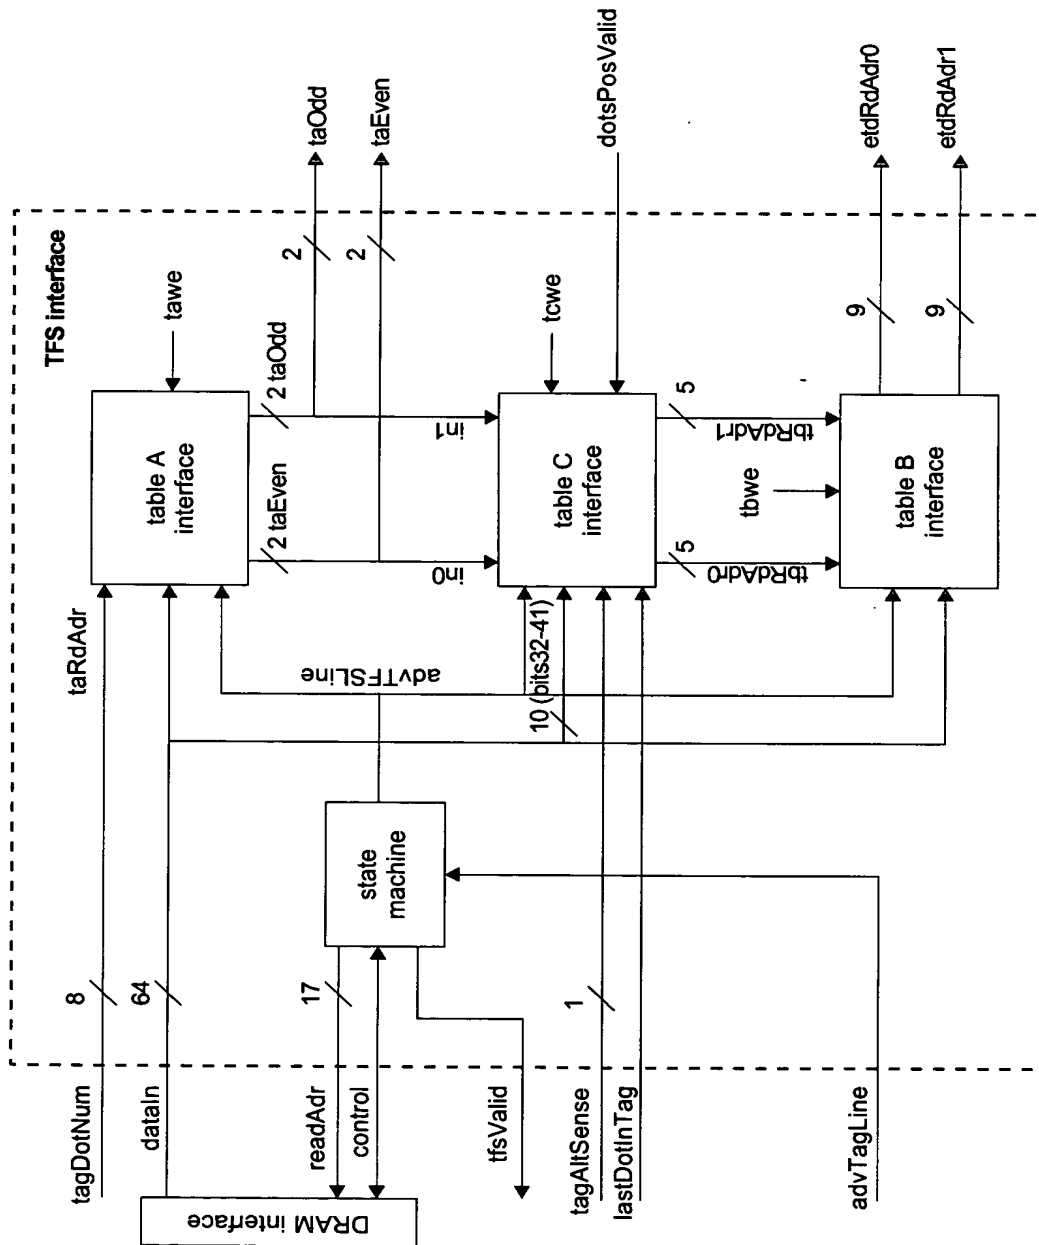 TFS interface
tagDotNum
8
taRdAdr
table A
interface
tawe
dataIn
64
2 taEven
2 taOdd
2
taOdd
2
taEven
DRAM interface
readAdr
17
control
state
machine
advTFSLine
tfsValid
in0
in1
10 (bits32-41)
table C
interface
tcwe
dotsPosValid
tagAltSense
1
lastDotInTag
5
tbRdAdr0
5
tbRdAdr1
tbwe
advTagLine
table B
interface
9
etdRdAdr0
9
etdRdAdr1